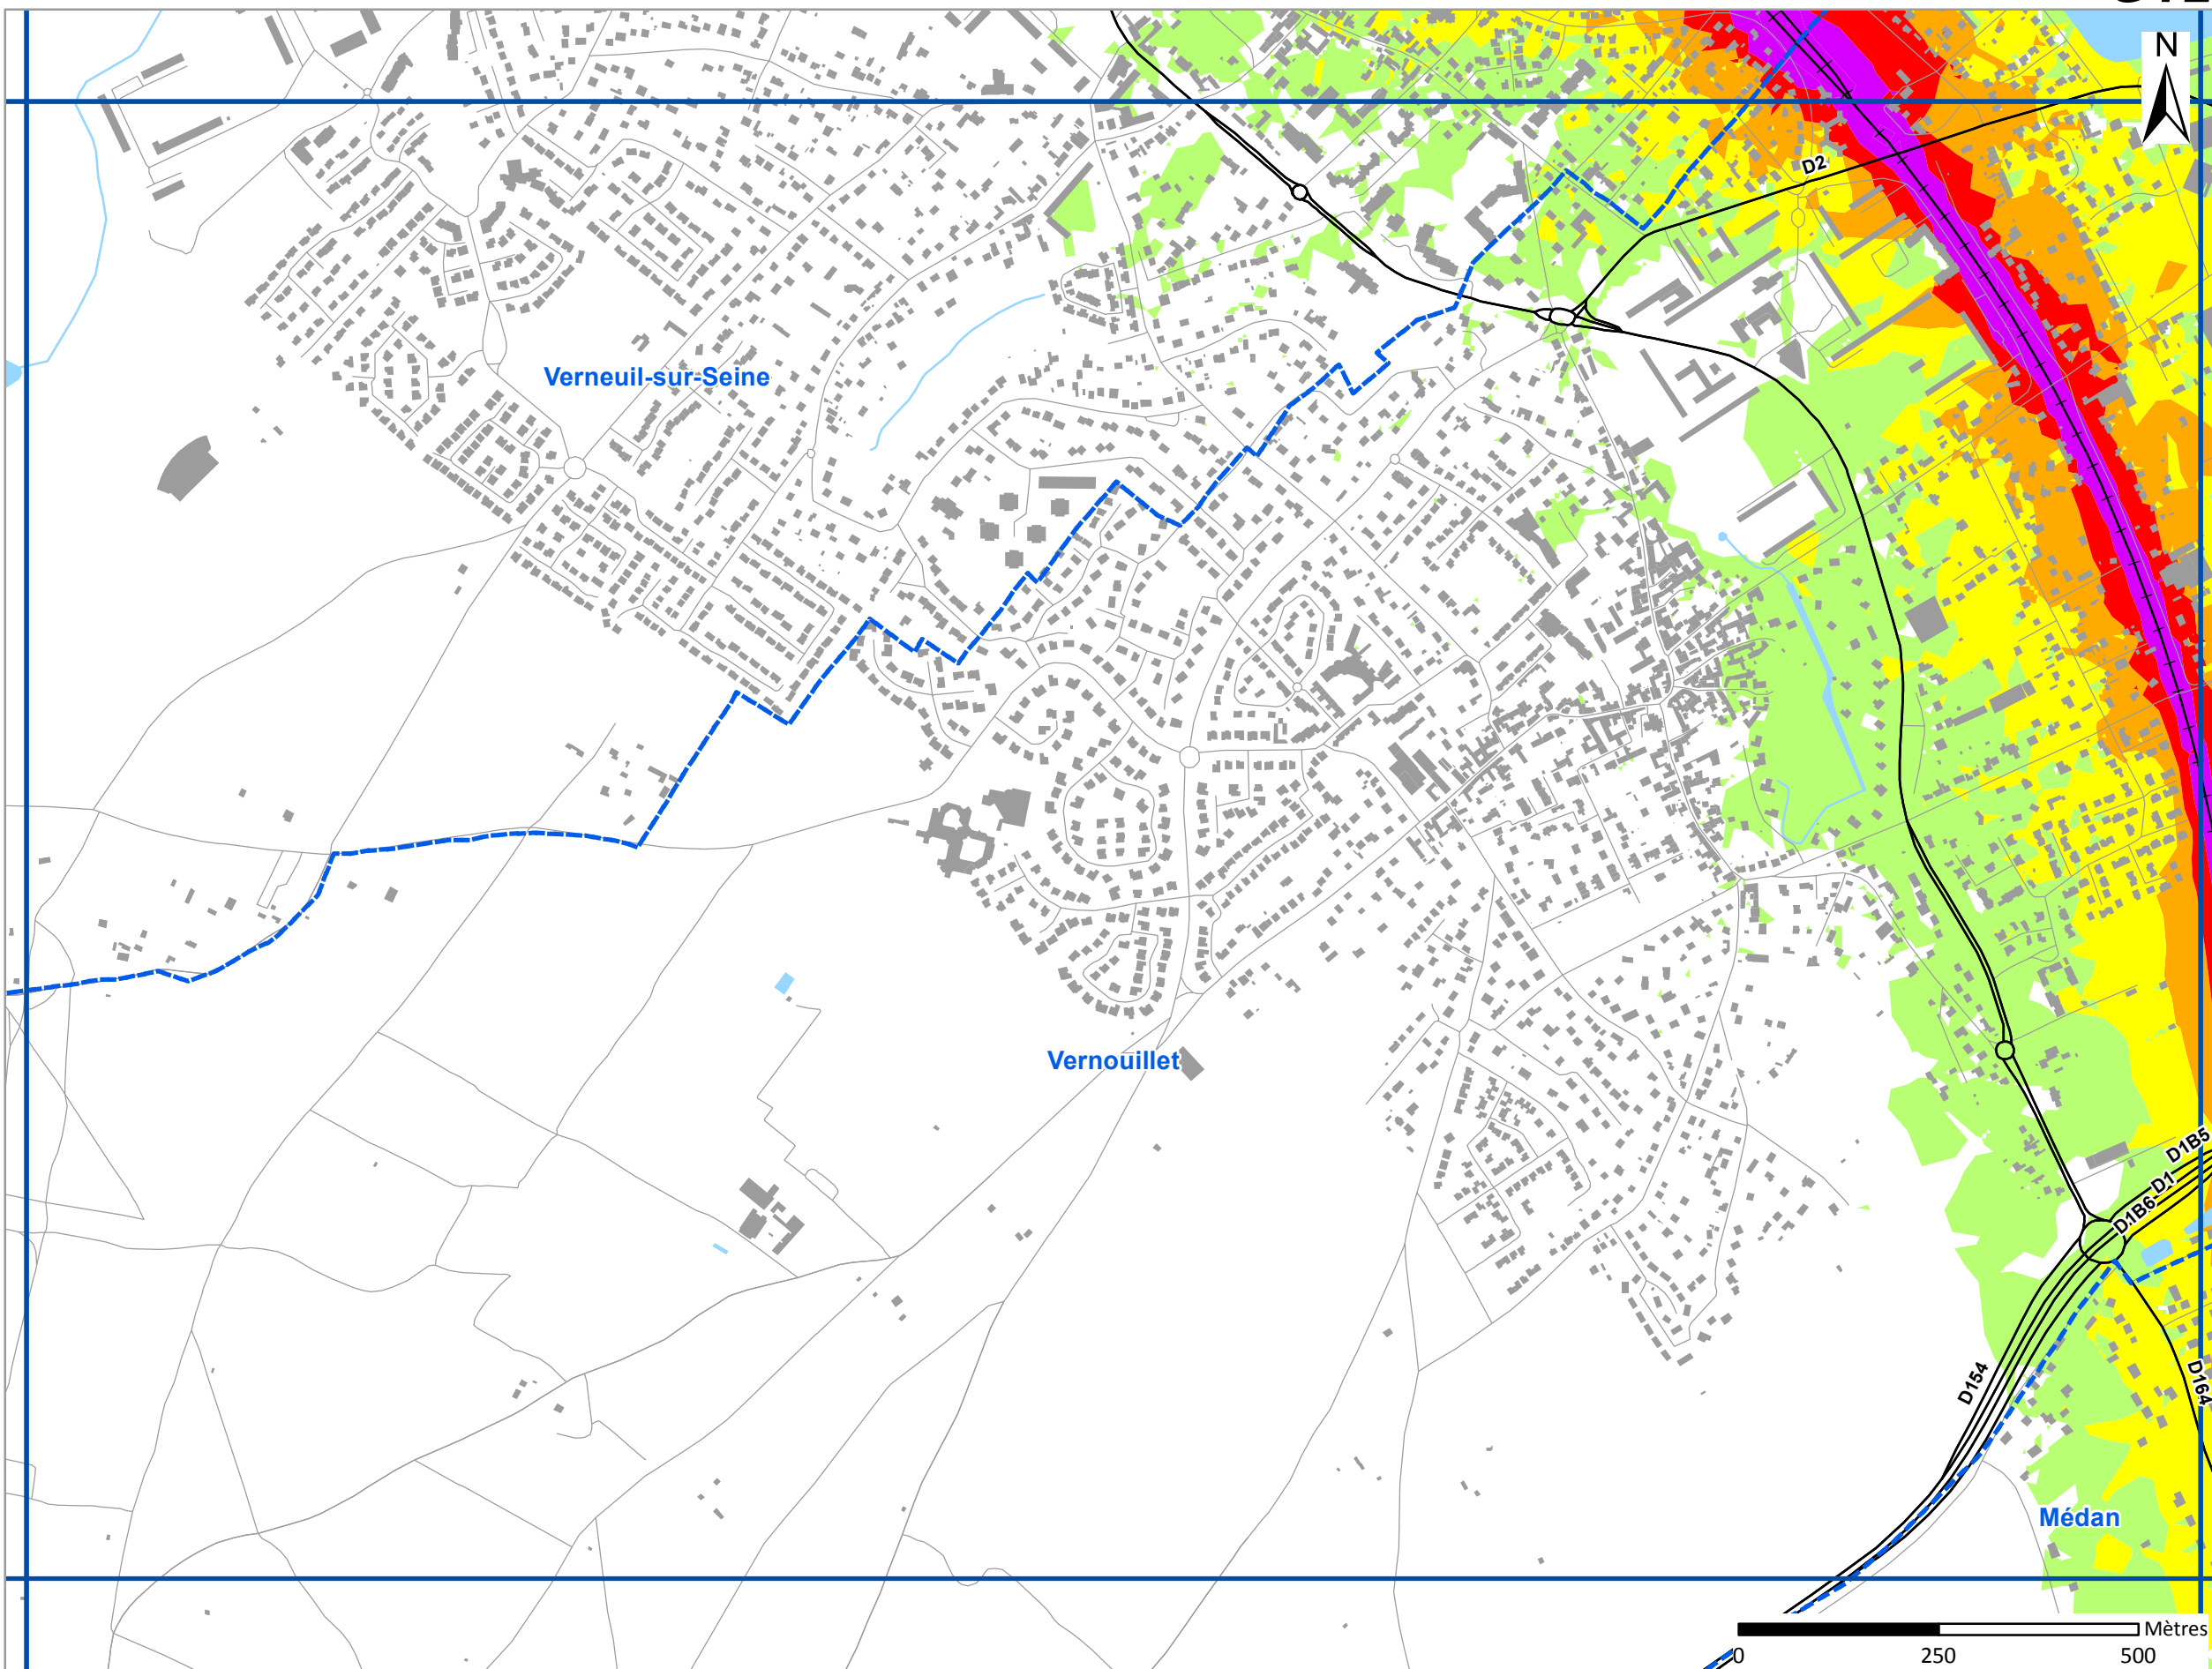 N
D2
Verneuil-sur-Seine
Vernouillet
D1B5
D1
D1B6
D154
D164
Médan
Mètres
0 250 500